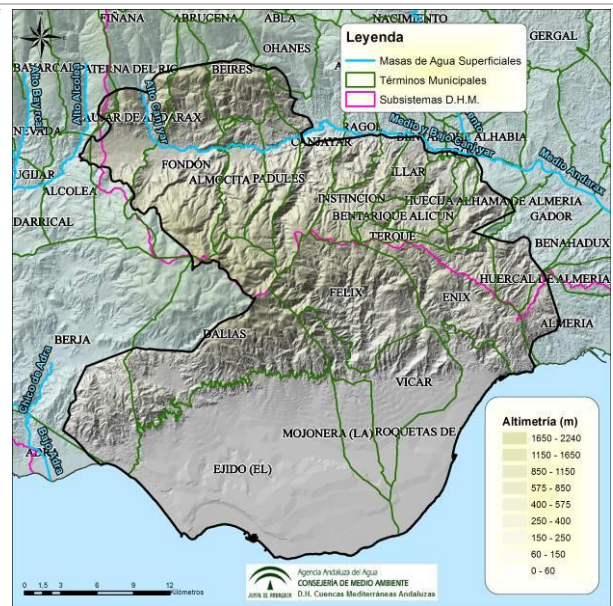 FIÑANA
ABRUCENA
ABLA
NACIMIENTO
GERGAL
OHANES
BAYARCAL
PATERNA DEL RIO
BEIRES
Alto Bayarcal
Alto Alcolea
Alto Canjyar
LAUJAR DE ANDARAX
NEVADA
UGIJAR
ALCOLEA
DARRICAL
FONDÓN
ALMOCITA
PADULES
CANJAYAR
RAGOL
Medio y Bajo Canjyar
ALHABIA
Medio Andarax
ILLAR
INSTINCION
HUECIJA
ALHAMA DE ALMERIA
BENTARIQUE
ALICUN
GADOR
TERQUE
BENAHADUX
HUERCAL DE ALMERIA
FELIX
ENIX
ALMERIA
BERJA
DALIAS
VICAR
Chico de Adra
Bajo Adra
MOJONERA (LA)
ROQUETAS DE
EJIDO (EL)
Leyenda
Masas de Agua Superficiales
Términos Municipales
Subsistemas D.H.M.
Altimetría (m)
1650 - 2240
1150 - 1650
850 - 1150
575 - 850
400 - 575
250 - 400
150 - 250
60 - 150
0 - 60
0 1,5 3 6 9 12
Kilómetros
JUNTA DE ANDALUCIA
Agencia Andaluza del Agua
CONSEJERÍA DE MEDIO AMBIENTE
D.H. Cuencas Mediterráneas Andaluzas